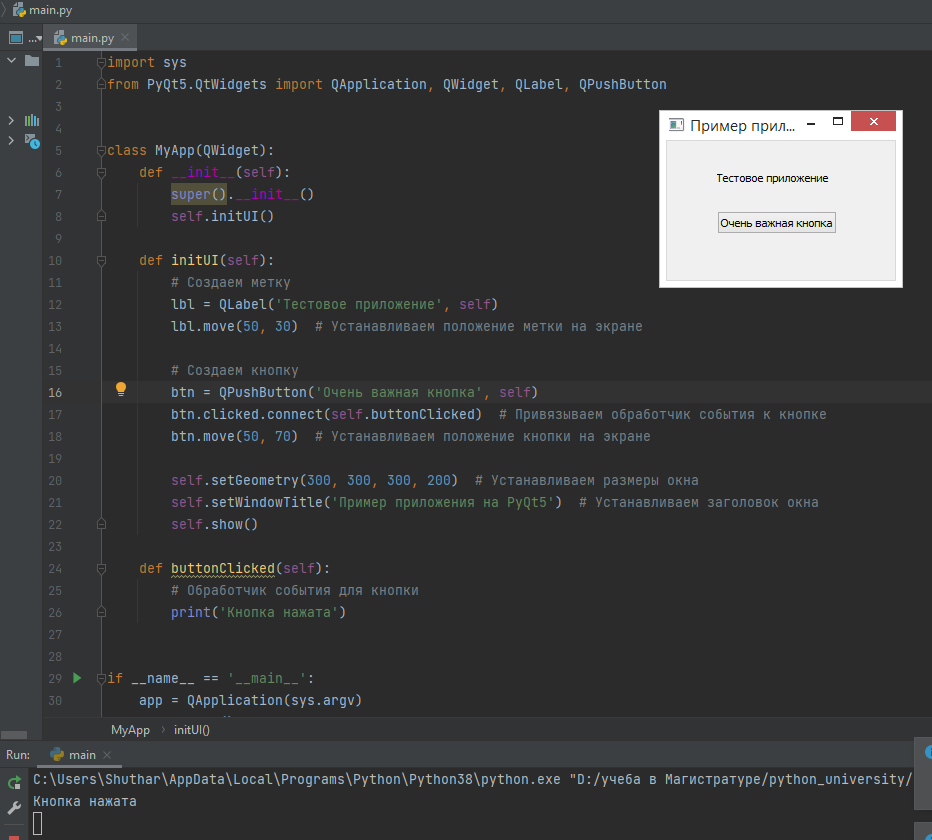 main.py
... main.py
1 import sys
2 from PyQt5.QtWidgets import QApplication, QWidget, QLabel, QPushButton
3
4
5 class MyApp(QWidget):
6 def __init__(self):
7 super().__init__()
8 self.initUI()
9
10 def initUI(self):
11 # Создаем метку
12 lbl = QLabel('Тестовое приложение', self)
13 lbl.move(50, 30)  # Устанавливаем положение метки на экране
14
15 # Создаем кнопку
16 btn = QPushButton('Очень важная кнопка', self)
17 btn.clicked.connect(self.buttonClicked)  # Привязываем обработчик события к кнопке
18 btn.move(50, 70)  # Устанавливаем положение кнопки на экране
19
20 self.setGeometry(300, 300, 300, 200)  # Устанавливаем размеры окна
21 self.setWindowTitle('Пример приложения на PyQt5')  # Устанавливаем заголовок окна
22 self.show()
23
24 def buttonClicked(self):
25 # Обработчик события для кнопки
26 print('Кнопка нажата')
27
28
29 if __name__ == '__main__':
30 app = QApplication(sys.argv)
Пример прил...
Тестовое приложение
Очень важная кнопка
MyApp › initUI()
Run: main
C:\Users\Shuthar\AppData\Local\Programs\Python\Python38\python.exe "D:/учеба в Магистратуре/python_university/
Кнопка нажата